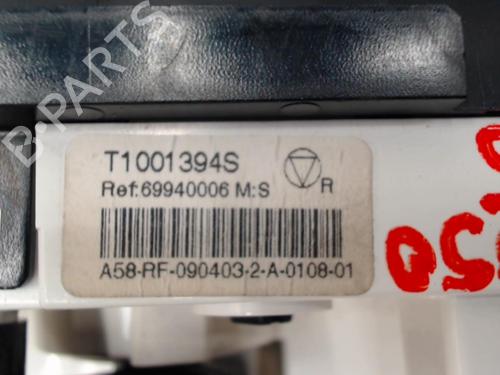 T1001394S
Ref:69940006 M:S
R
A58-RF-090403-2-A-0108-01
B-PARTS